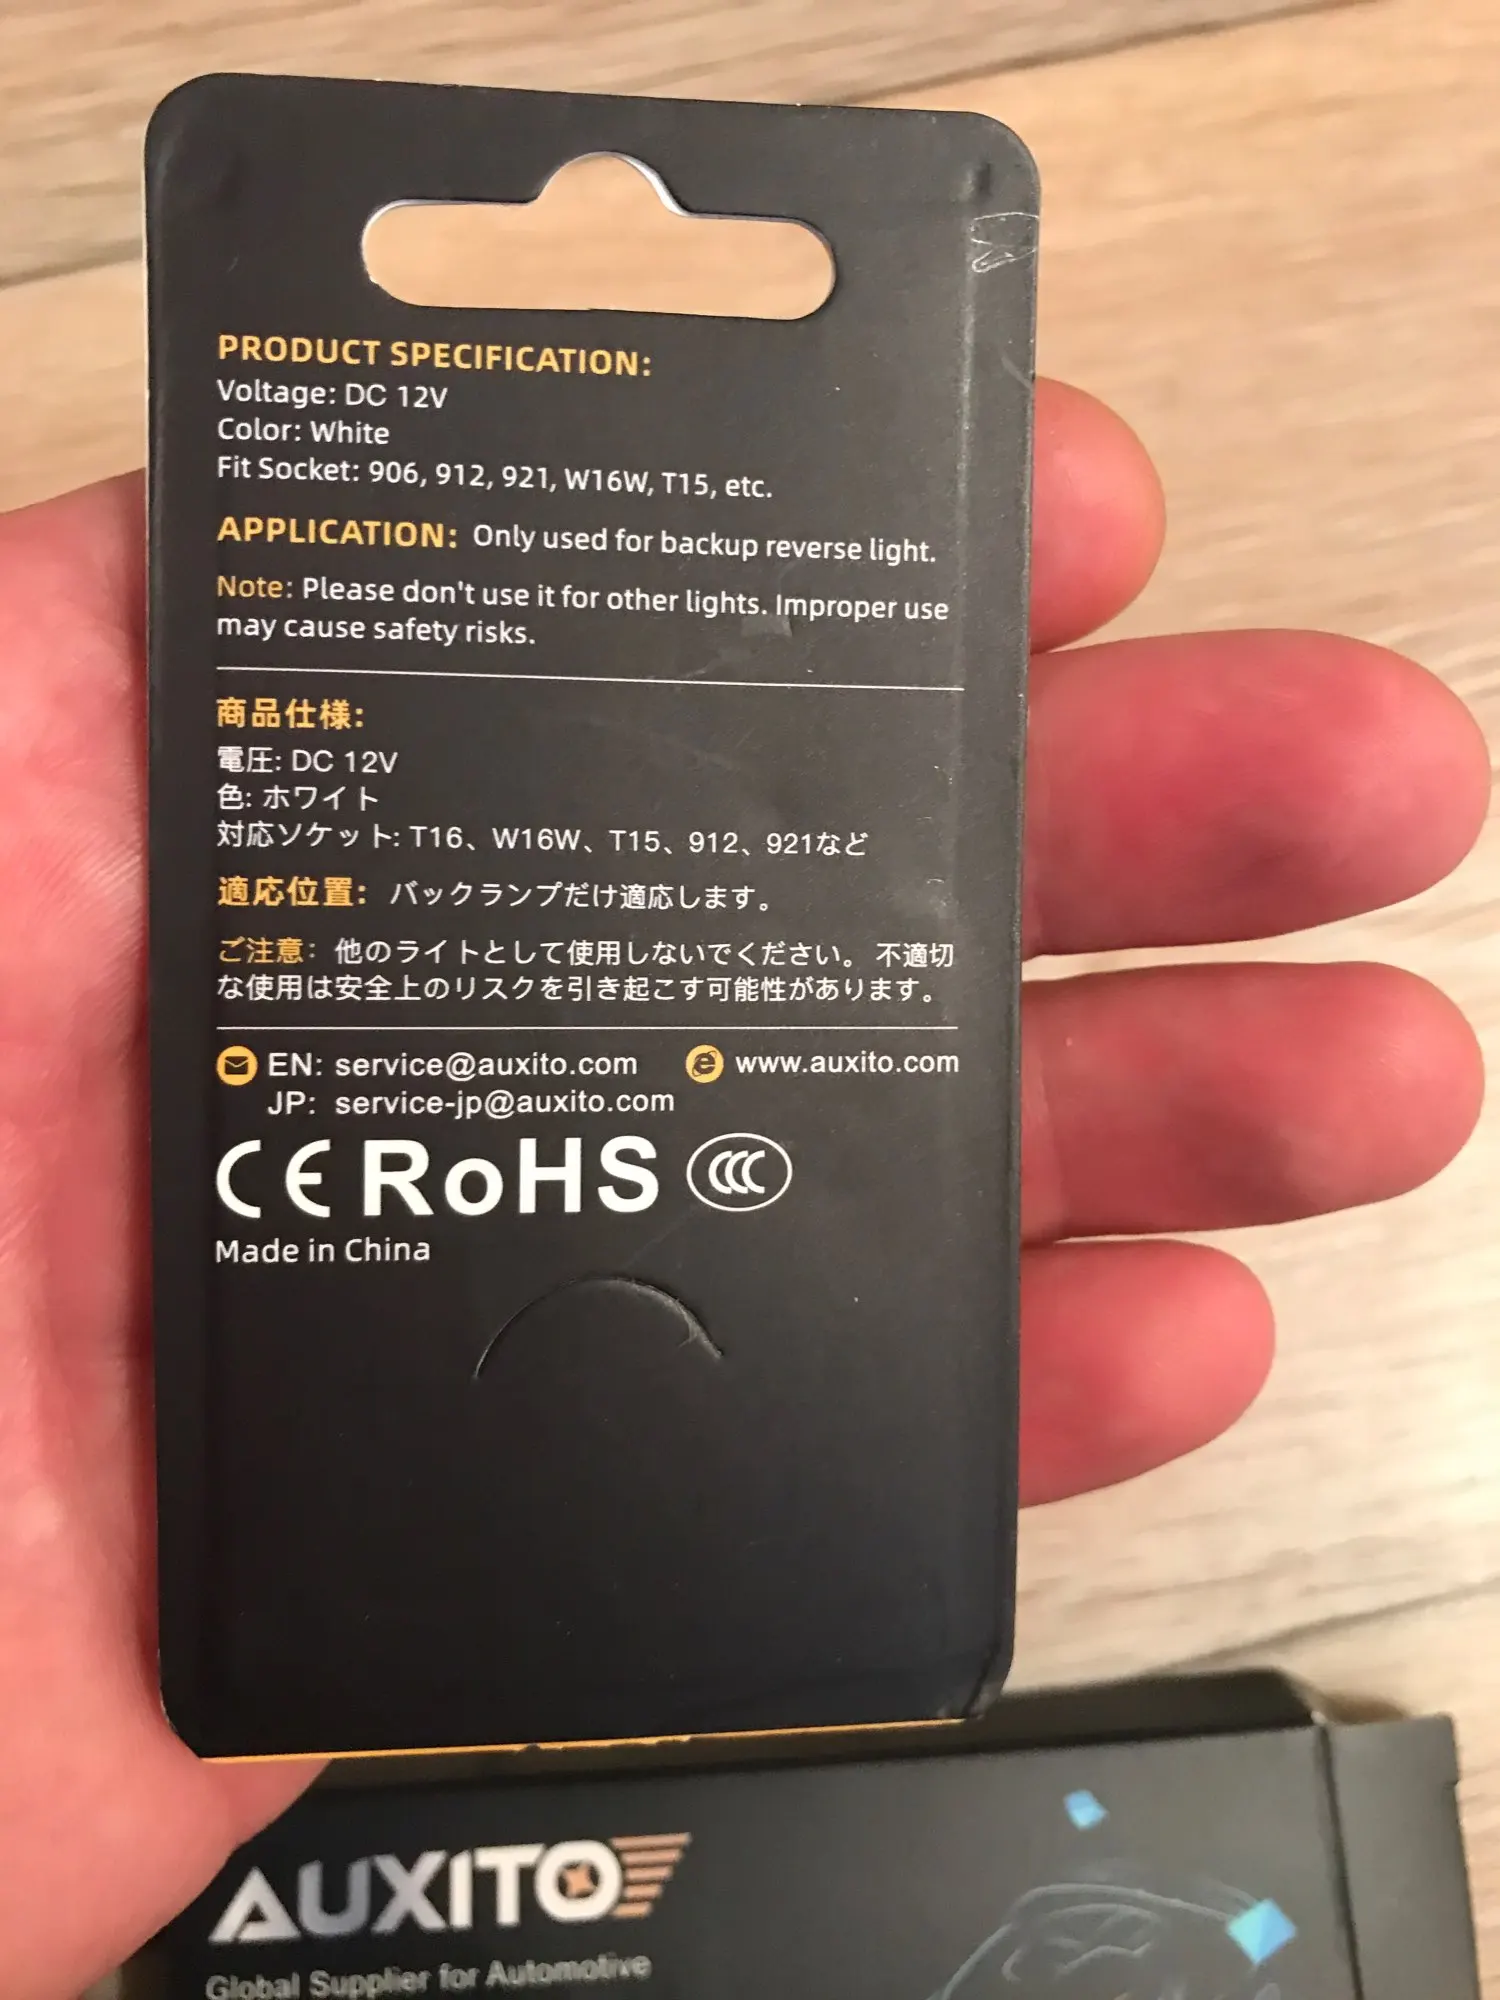 PRODUCT SPECIFICATION:
Voltage: DC 12V
Color: White
Fit Socket: 906, 912, 921, W16W, T15, etc.
APPLICATION: Only used for backup reverse light.
Note: Please don't use it for other lights. Improper use
may cause safety risks.
商品仕様:
電圧: DC 12V
色: ホワイト
対応ソケット: T16、W16W、T15、912、921など
適応位置: バックランプだけ適応します。
ご注意: 他のライトとして使用しないでください。 不適切
な使用は安全上のリスクを引き起こす可能性があります。
EN: service@auxito.com www.auxito.com
JP: service-jp@auxito.com
CE RoHS CCC
Made in China
AUXITO
Global Supplier for Automotive